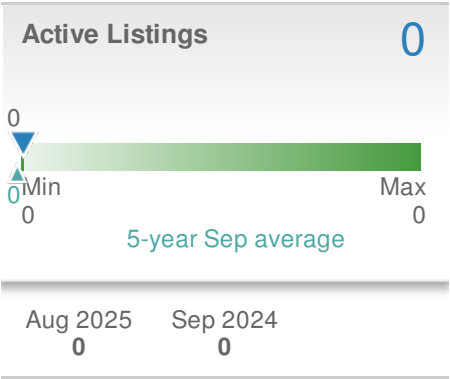 Active Listings 0
0
0
Min Max
0 0
5-year Sep average
Aug 2025 Sep 2024
0 0